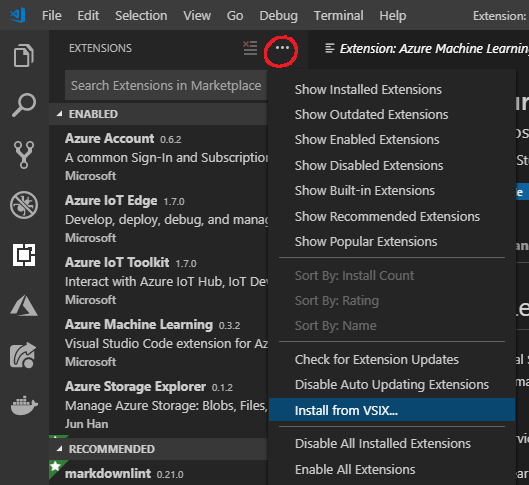 File Edit Selection View Go Debug Terminal Help Extension:
EXTENSIONS
Extension: Azure Machine Learning
Search Extensions in Marketplace
ENABLED
Azure Account 0.6.2
A common Sign-In and Subscription
Microsoft
Azure IoT Edge 1.7.0
Develop, deploy, debug, and mana
Microsoft
Azure IoT Toolkit 1.7.0
Interact with Azure IoT Hub, IoT Dev
Microsoft
Azure Machine Learning 0.3.2
Visual Studio Code extension for Az
Microsoft
Azure Storage Explorer 0.1.2
Manage Azure Storage: Blobs, Files,
Jun Han
RECOMMENDED
markdownlint 0.21.0
Show Installed Extensions
Show Outdated Extensions
Show Enabled Extensions
Show Disabled Extensions
Show Built-in Extensions
Show Recommended Extensions
Show Popular Extensions
Sort By: Install Count
Sort By: Rating
Sort By: Name
Check for Extension Updates
Disable Auto Updating Extensions
Install from VSIX...
Disable All Installed Extensions
Enable All Extensions